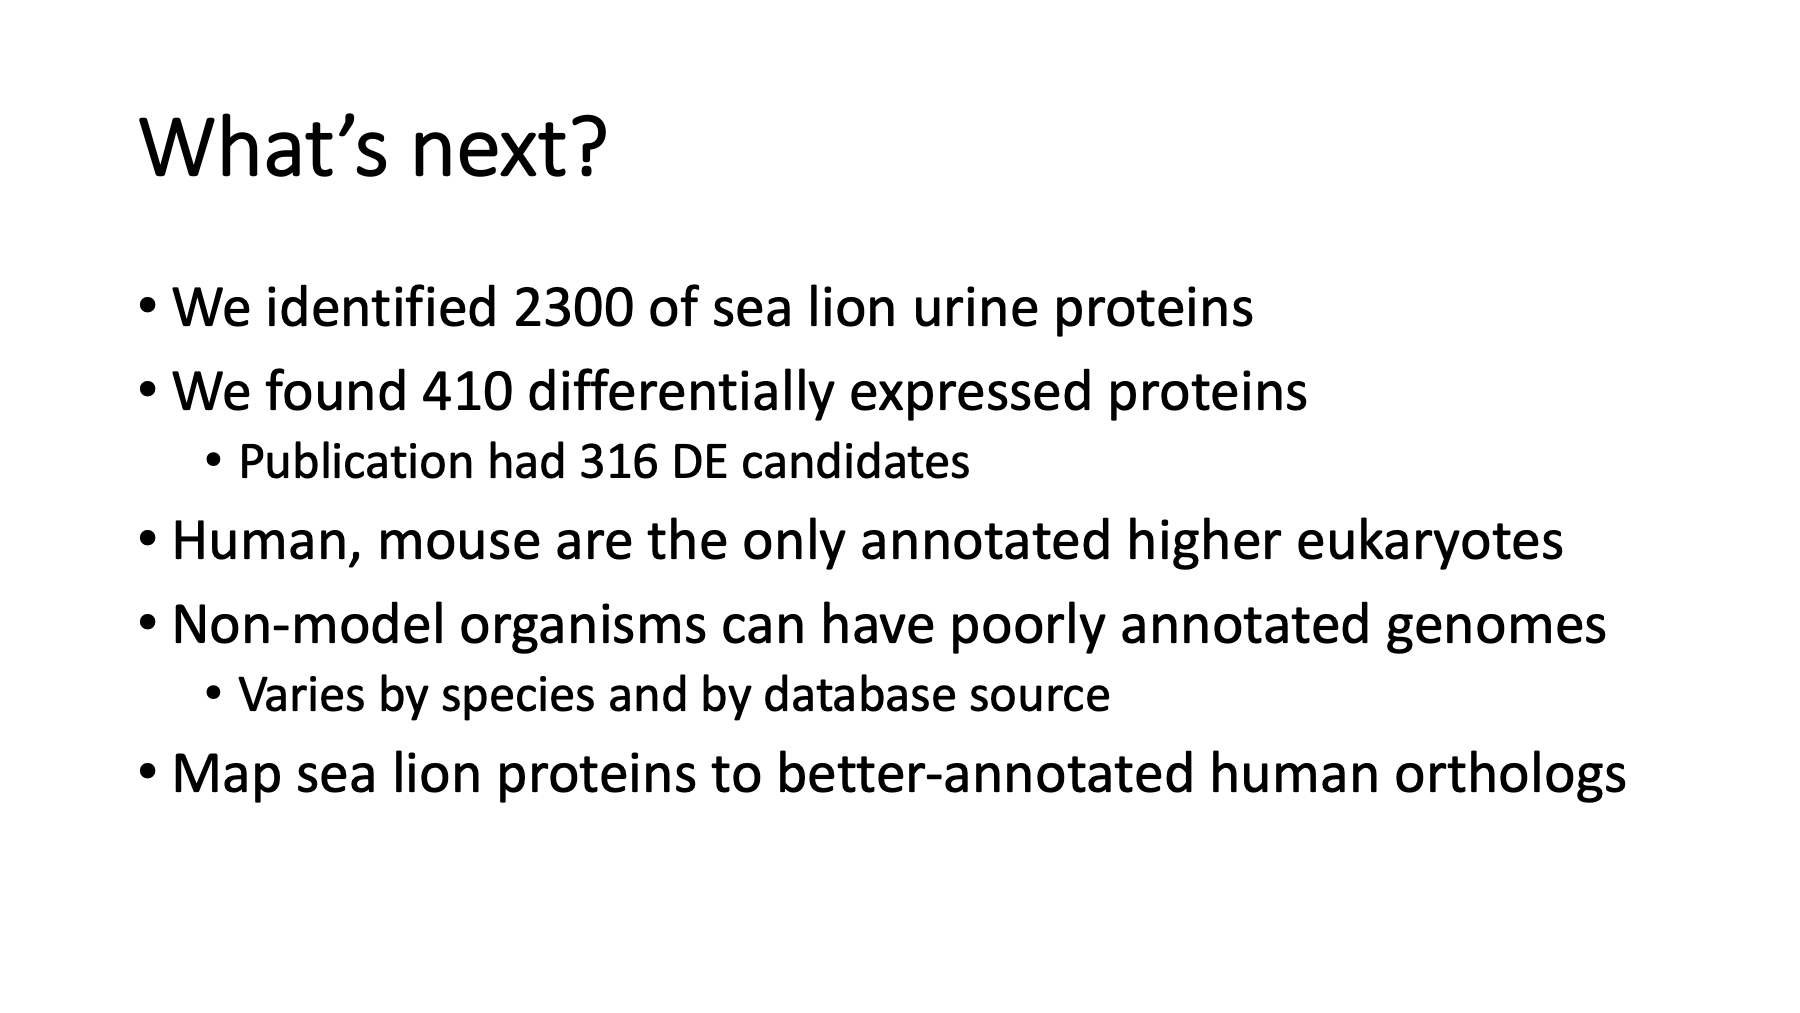 What’s next?
• We identified 2300 of sea lion urine proteins
• We found 410 differentially expressed proteins
• Publication had 316 DE candidates
• Human, mouse are the only annotated higher eukaryotes
• Non-model organisms can have poorly annotated genomes
• Varies by species and by database source
• Map sea lion proteins to better-annotated human orthologs